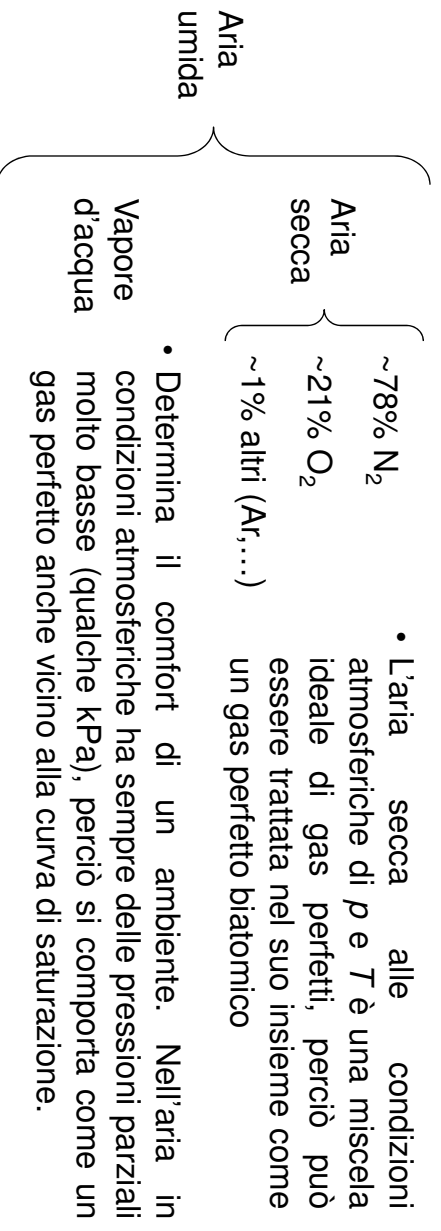 Aria
umida
Aria
secca
~78% N₂
~21% O₂
~1% altri (Ar,…)
• L'aria secca alle condizioni
atmosferiche di p e T è una miscela
ideale di gas perfetti, perciò può
essere trattata nel suo insieme come
un gas perfetto biatomico
Vapore
d'acqua
• Determina il comfort di un ambiente. Nell'aria in
condizioni atmosferiche ha sempre delle pressioni parziali
molto basse (qualche kPa), perciò si comporta come un
gas perfetto anche vicino alla curva di saturazione.